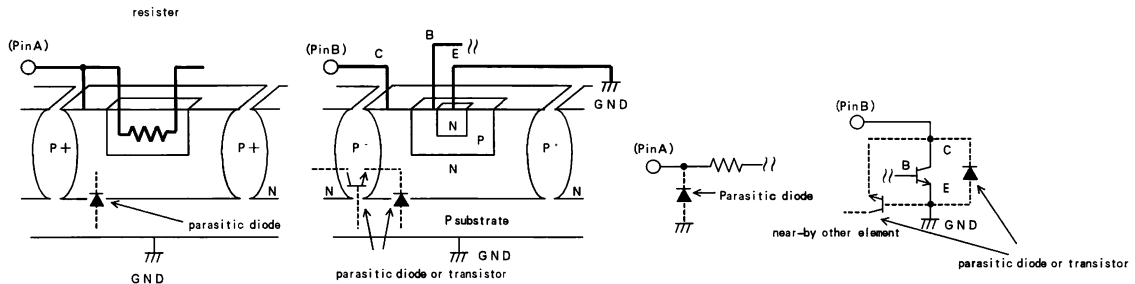 resister
(PinA)
P+
P+
N
N
parasitic diode
GND
(PinB)
C
B
E
GND
N
P
N
P-
P-
N
N
P substrate
GND
parasitic diode or transistor
(PinA)
Parasitic diode
(PinB)
C
B
E
GND
near-by other element
parasitic diode or transistor